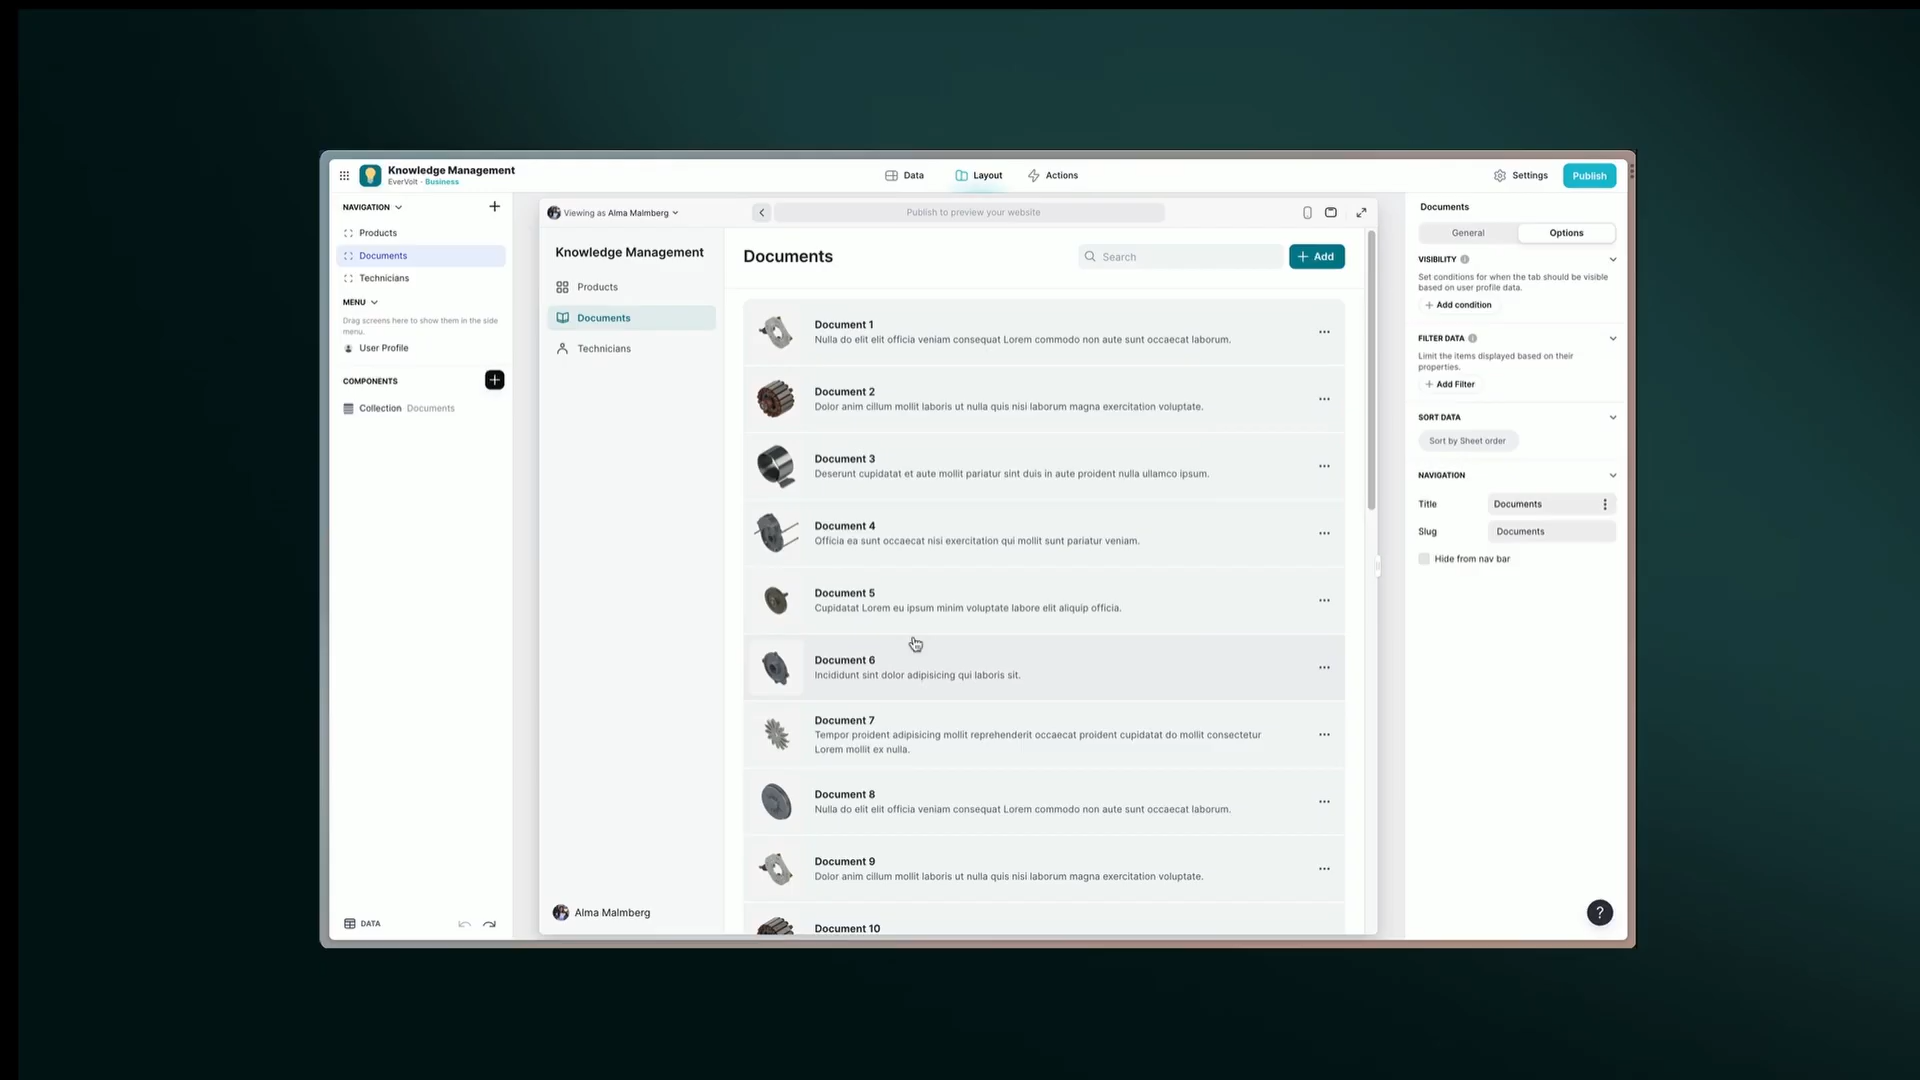 Knowledge Management
EverVolt · Business
Data
Layout
Actions
Settings
Publish
NAVIGATION
Products
Documents
Technicians
MENU
Drag screens here to show them in the side
menu.
User Profile
COMPONENTS
Collection Documents
DATA
Viewing as Alma Malmberg
Publish to preview your website
Knowledge Management
Products
Documents
Technicians
Alma Malmberg
Documents
Search
Add
Document 1
Nulla do elit elit officia veniam consequat Lorem commodo non aute sunt occaecat laborum.
Document 2
Dolor anim cillum mollit laboris ut nulla quis nisi laborum magna exercitation voluptate.
Document 3
Deserunt cupidatat et aute mollit pariatur sint duis in aute proident nulla ullamco ipsum.
Document 4
Officia ea sunt occaecat nisi exercitation qui mollit sunt pariatur veniam.
Document 5
Cupidatat Lorem eu ipsum minim voluptate labore elit aliquip officia.
Document 6
Incididunt sint dolor adipisicing qui laboris sit.
Document 7
Tempor proident adipisicing mollit reprehenderit occaecat proident cupidatat do mollit consectetur
Lorem mollit ex nulla.
Document 8
Nulla do elit elit officia veniam consequat Lorem commodo non aute sunt occaecat laborum.
Document 9
Dolor anim cillum mollit laboris ut nulla quis nisi laborum magna exercitation voluptate.
Document 10
Documents
General
Options
VISIBILITY
Set conditions for when the tab should be visible
based on user profile data.
Add condition
FILTER DATA
Limit the items displayed based on their
properties.
Add Filter
SORT DATA
Sort by Sheet order
NAVIGATION
Title Documents
Slug Documents
Hide from nav bar
?